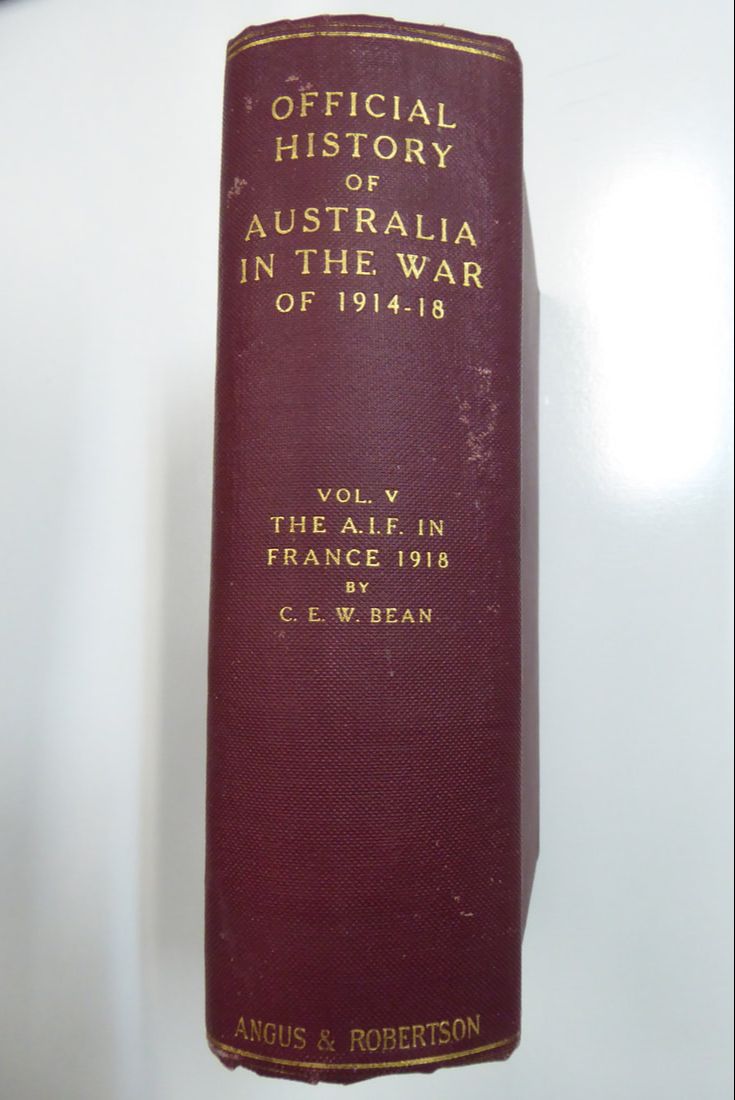 OFFICIAL
HISTORY
OF
AUSTRALIA
IN THE WAR
OF 1914-18
VOL. V
THE A.I.F. IN
FRANCE 1918
BY
C. E. W. BEAN
ANGUS & ROBERTSON